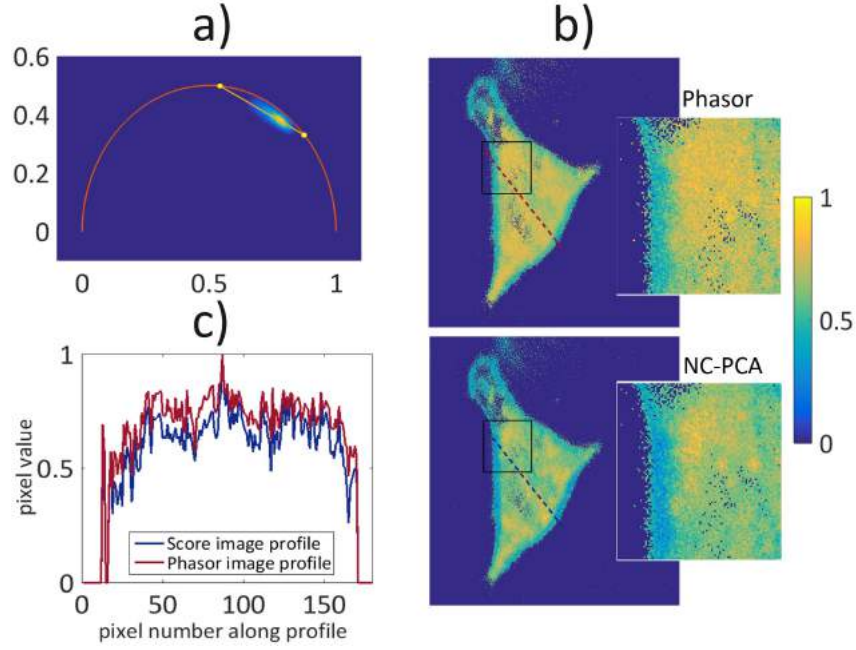 a)
0.6
0.4
0.2
0
0
0.5
1
b)
Phasor
NC-PCA
1
0.5
0
c)
1
0.5
0
pixel value
Score image profile
Phasor image profile
0
50
100
150
pixel number along profile